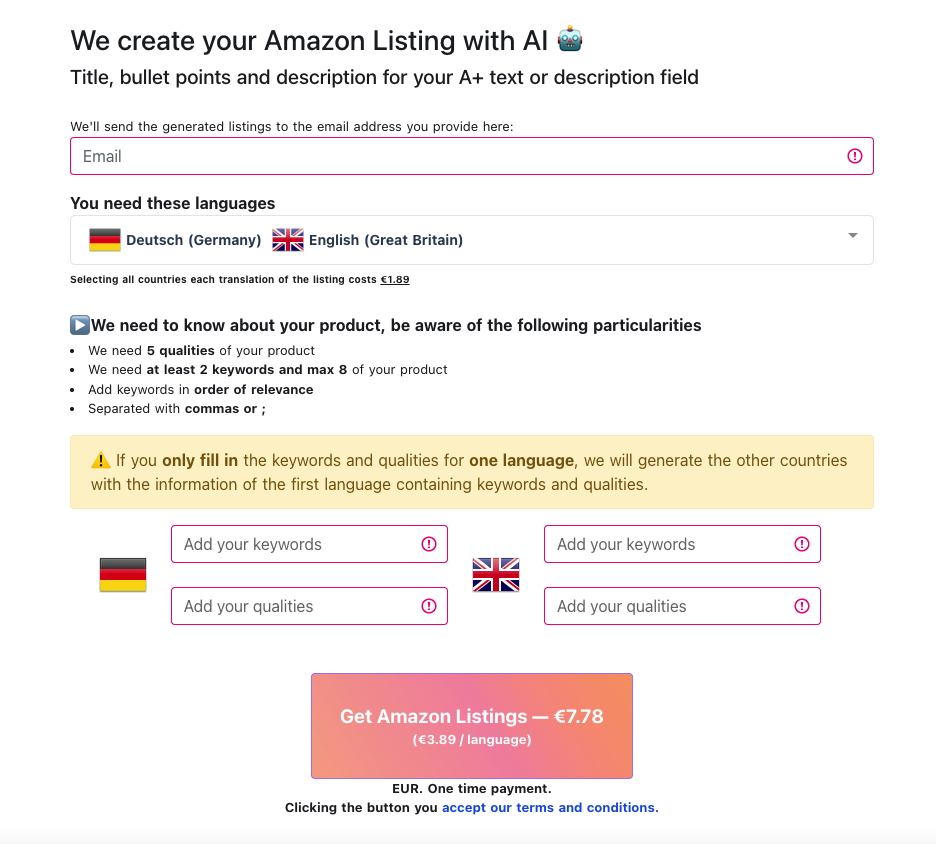 We create your Amazon Listing with AI 🤖
Title, bullet points and description for your A+ text or description field
We'll send the generated listings to the email address you provide here:
Email
You need these languages
Deutsch (Germany) English (Great Britain)
Selecting all countries each translation of the listing costs €1.89
▶️We need to know about your product, be aware of the following particularities
• We need 5 qualities of your product
• We need at least 2 keywords and max 8 of your product
• Add keywords in order of relevance
• Separated with commas or ;
⚠️ If you only fill in the keywords and qualities for one language, we will generate the other countries
with the information of the first language containing keywords and qualities.
Add your keywords
Add your qualities
Add your keywords
Add your qualities
Get Amazon Listings — €7.78
(€3.89 / language)
EUR. One time payment.
Clicking the button you accept our terms and conditions.